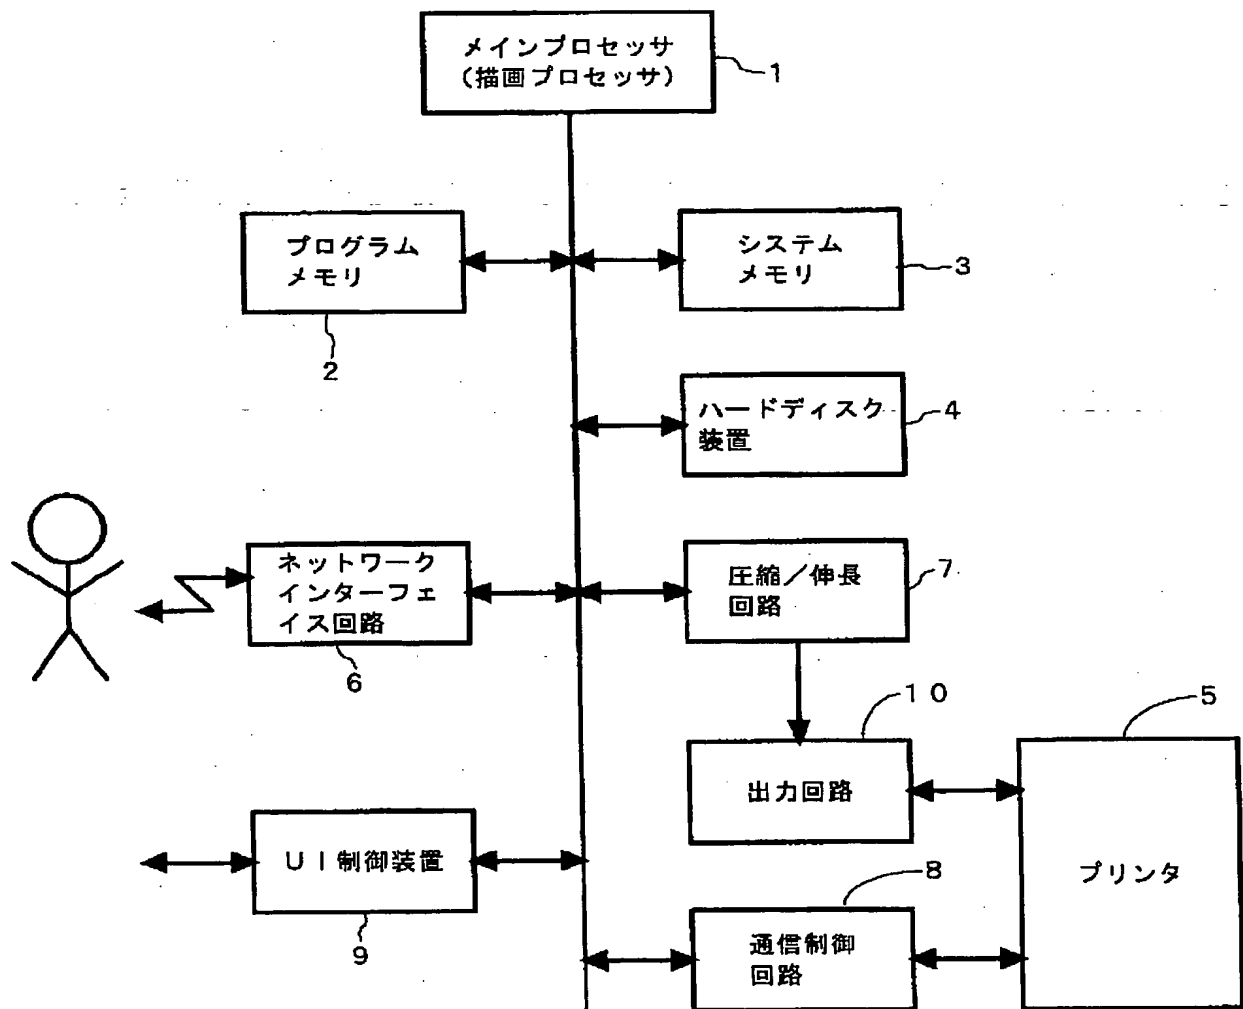 メインプロセッサ
(描画プロセッサ)
1
プログラム
メモリ
2
システム
メモリ
3
ハードディスク
装置
4
ネットワーク
インターフェ
イス回路
6
圧縮/伸長
回路
7
10
出力回路
5
プリンタ
UI制御装置
9
8
通信制御
回路